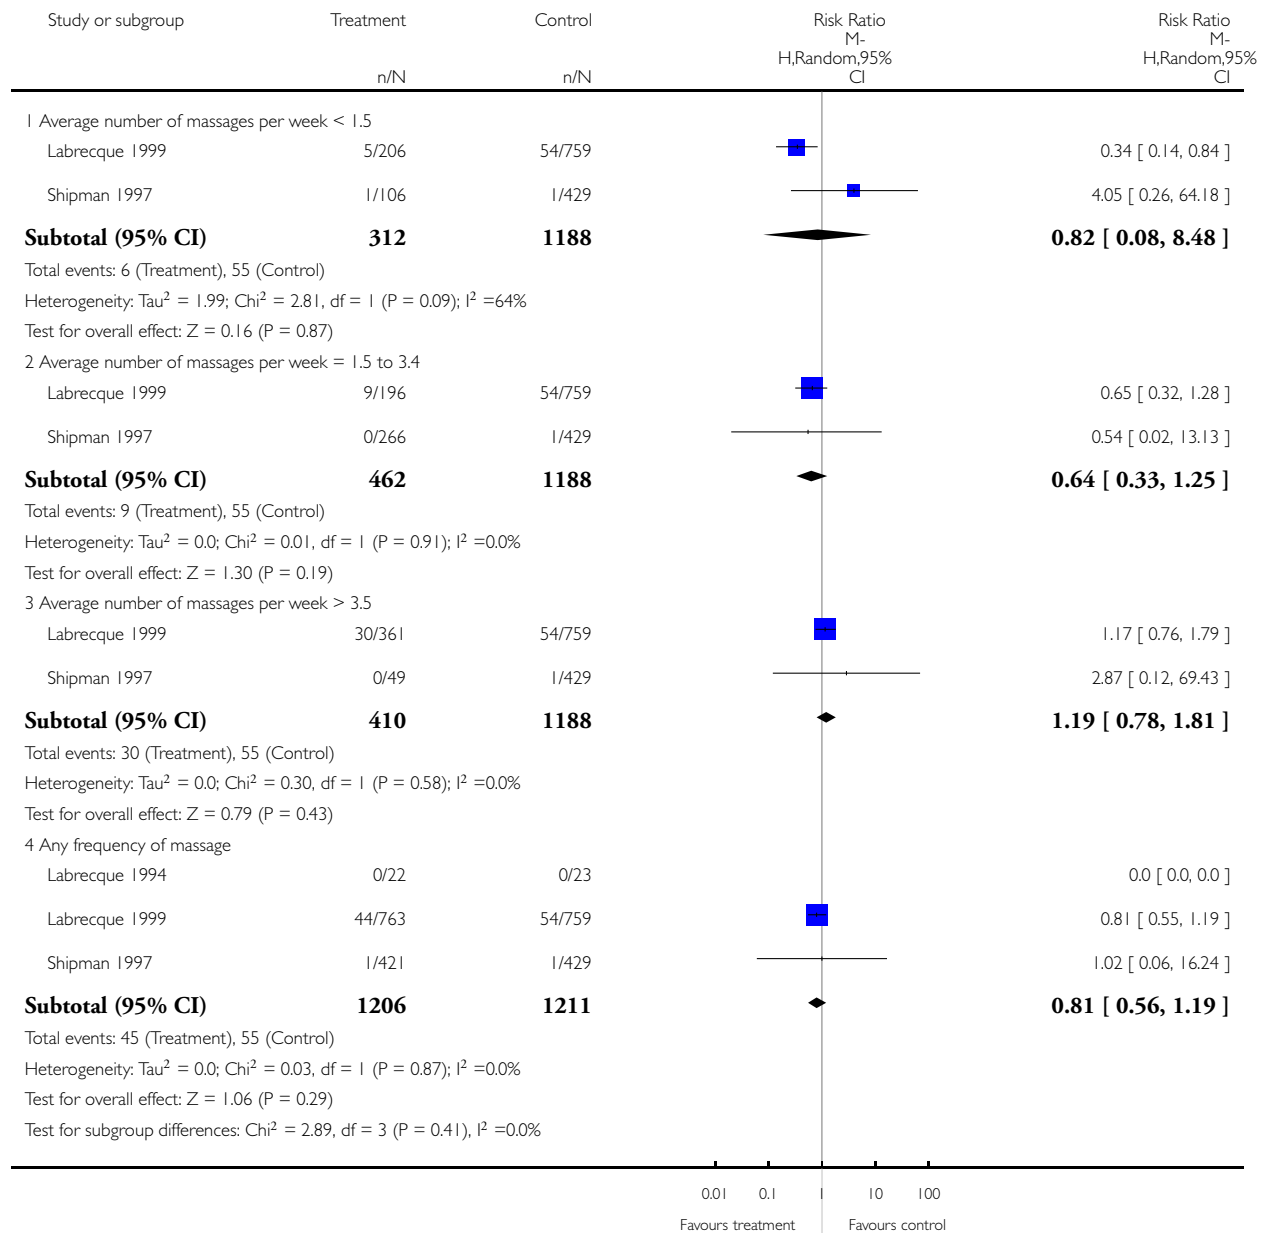 Study or subgroup Treatment Control Risk Ratio Risk Ratio
M- M-
H,Random,95% H,Random,95%
n/N n/N CI CI
1 Average number of massages per week < 1.5
Labrecque 1999 5/206 54/759 0.34 [ 0.14, 0.84 ]
Shipman 1997 1/106 1/429 4.05 [ 0.26, 64.18 ]
Subtotal (95% CI) 312 1188 0.82 [ 0.08, 8.48 ]
Total events: 6 (Treatment), 55 (Control)
Heterogeneity: Tau² = 1.99; Chi² = 2.81, df = 1 (P = 0.09); I² =64%
Test for overall effect: Z = 0.16 (P = 0.87)
2 Average number of massages per week = 1.5 to 3.4
Labrecque 1999 9/196 54/759 0.65 [ 0.32, 1.28 ]
Shipman 1997 0/266 1/429 0.54 [ 0.02, 13.13 ]
Subtotal (95% CI) 462 1188 0.64 [ 0.33, 1.25 ]
Total events: 9 (Treatment), 55 (Control)
Heterogeneity: Tau² = 0.0; Chi² = 0.01, df = 1 (P = 0.91); I² =0.0%
Test for overall effect: Z = 1.30 (P = 0.19)
3 Average number of massages per week > 3.5
Labrecque 1999 30/361 54/759 1.17 [ 0.76, 1.79 ]
Shipman 1997 0/49 1/429 2.87 [ 0.12, 69.43 ]
Subtotal (95% CI) 410 1188 1.19 [ 0.78, 1.81 ]
Total events: 30 (Treatment), 55 (Control)
Heterogeneity: Tau² = 0.0; Chi² = 0.30, df = 1 (P = 0.58); I² =0.0%
Test for overall effect: Z = 0.79 (P = 0.43)
4 Any frequency of massage
Labrecque 1994 0/22 0/23 0.0 [ 0.0, 0.0 ]
Labrecque 1999 44/763 54/759 0.81 [ 0.55, 1.19 ]
Shipman 1997 1/421 1/429 1.02 [ 0.06, 16.24 ]
Subtotal (95% CI) 1206 1211 0.81 [ 0.56, 1.19 ]
Total events: 45 (Treatment), 55 (Control)
Heterogeneity: Tau² = 0.0; Chi² = 0.03, df = 1 (P = 0.87); I² =0.0%
Test for overall effect: Z = 1.06 (P = 0.29)
Test for subgroup differences: Chi² = 2.89, df = 3 (P = 0.41), I² =0.0%
0.01 0.1 1 10 100
Favours treatment Favours control